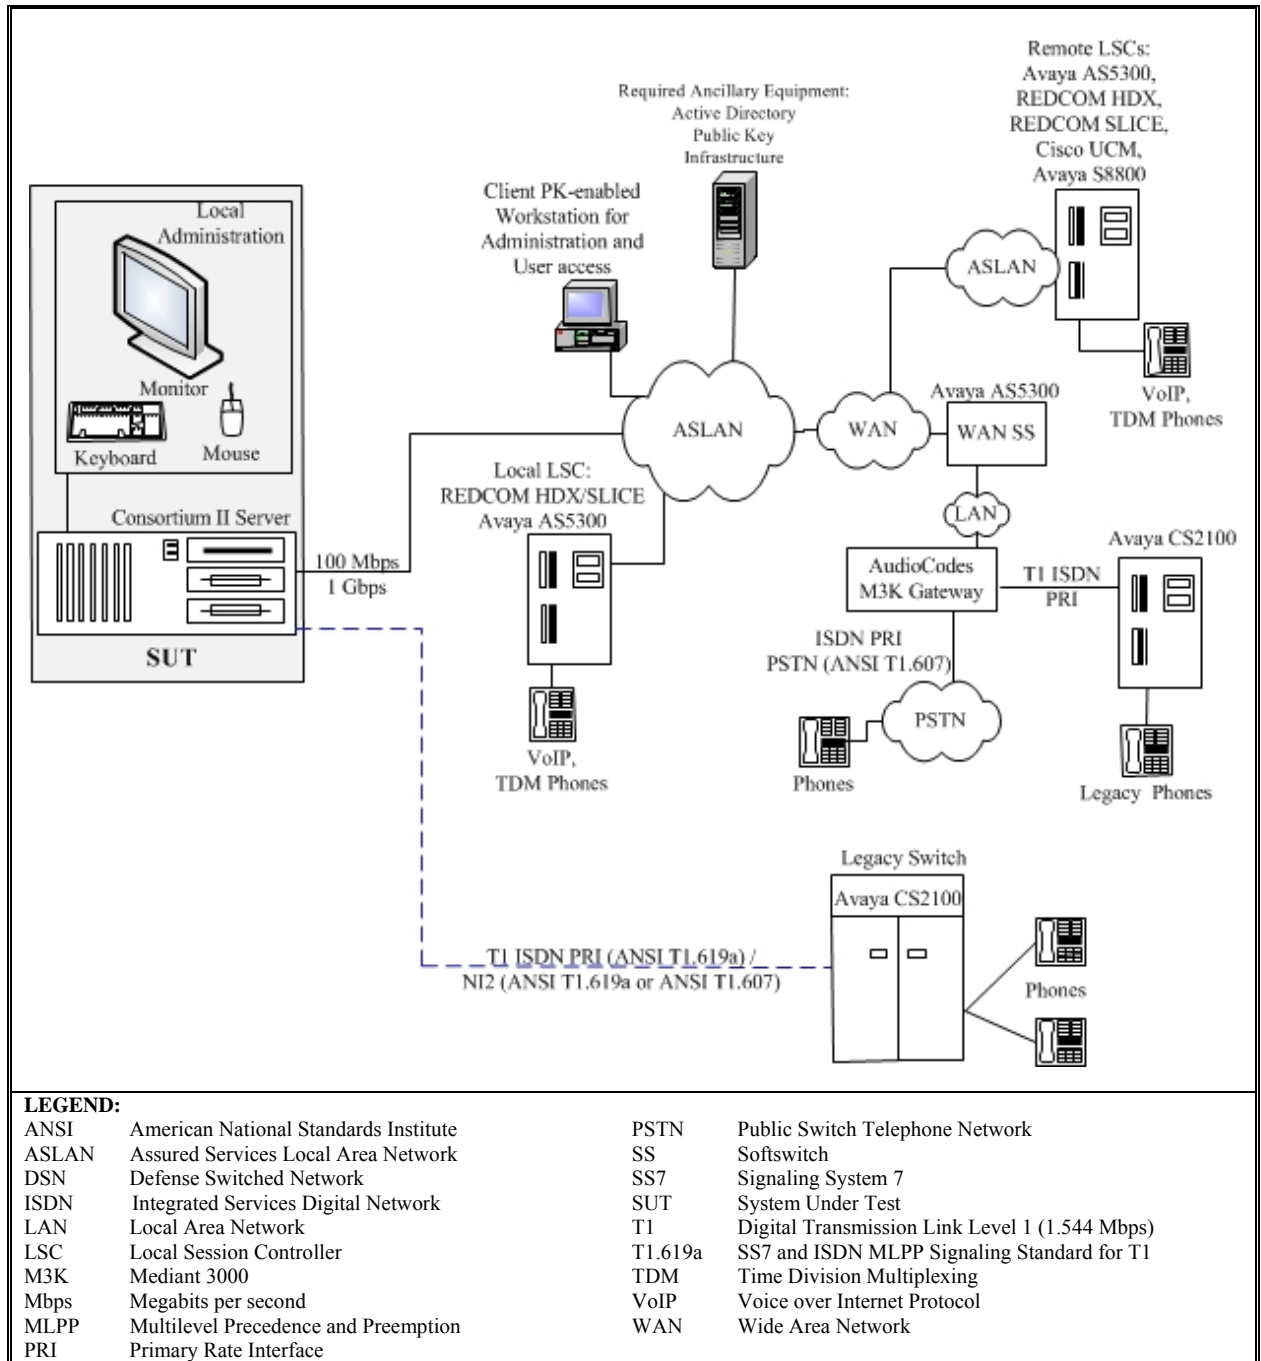 Remote LSCs:
Avaya AS5300,
REDCOM HDX,
REDCOM SLICE,
Cisco UCM,
Avaya S8800
Required Ancillary Equipment:
Active Directory
Public Key
Infrastructure
Client PK-enabled
Workstation for
Administration and
User access
Local
Administration
Monitor
Keyboard
Mouse
Consortium II Server
SUT
100 Mbps
1 Gbps
ASLAN
WAN
ASLAN
VoIP,
TDM Phones
Avaya AS5300
WAN SS
LAN
Local LSC:
REDCOM HDX/SLICE
Avaya AS5300
VoIP,
TDM Phones
AudioCodes
M3K Gateway
T1 ISDN
PRI
Avaya CS2100
Legacy Phones
ISDN PRI
PSTN (ANSI T1.607)
PSTN
Phones
Legacy Switch
Avaya CS2100
Phones
T1 ISDN PRI (ANSI T1.619a) /
NI2 (ANSI T1.619a or ANSI T1.607)
LEGEND:
ANSI American National Standards Institute
ASLAN Assured Services Local Area Network
DSN Defense Switched Network
ISDN Integrated Services Digital Network
LAN Local Area Network
LSC Local Session Controller
M3K Mediant 3000
Mbps Megabits per second
MLPP Multilevel Precedence and Preemption
PRI Primary Rate Interface
PSTN Public Switch Telephone Network
SS Softswitch
SS7 Signaling System 7
SUT System Under Test
T1 Digital Transmission Link Level 1 (1.544 Mbps)
T1.619a SS7 and ISDN MLPP Signaling Standard for T1
TDM Time Division Multiplexing
VoIP Voice over Internet Protocol
WAN Wide Area Network